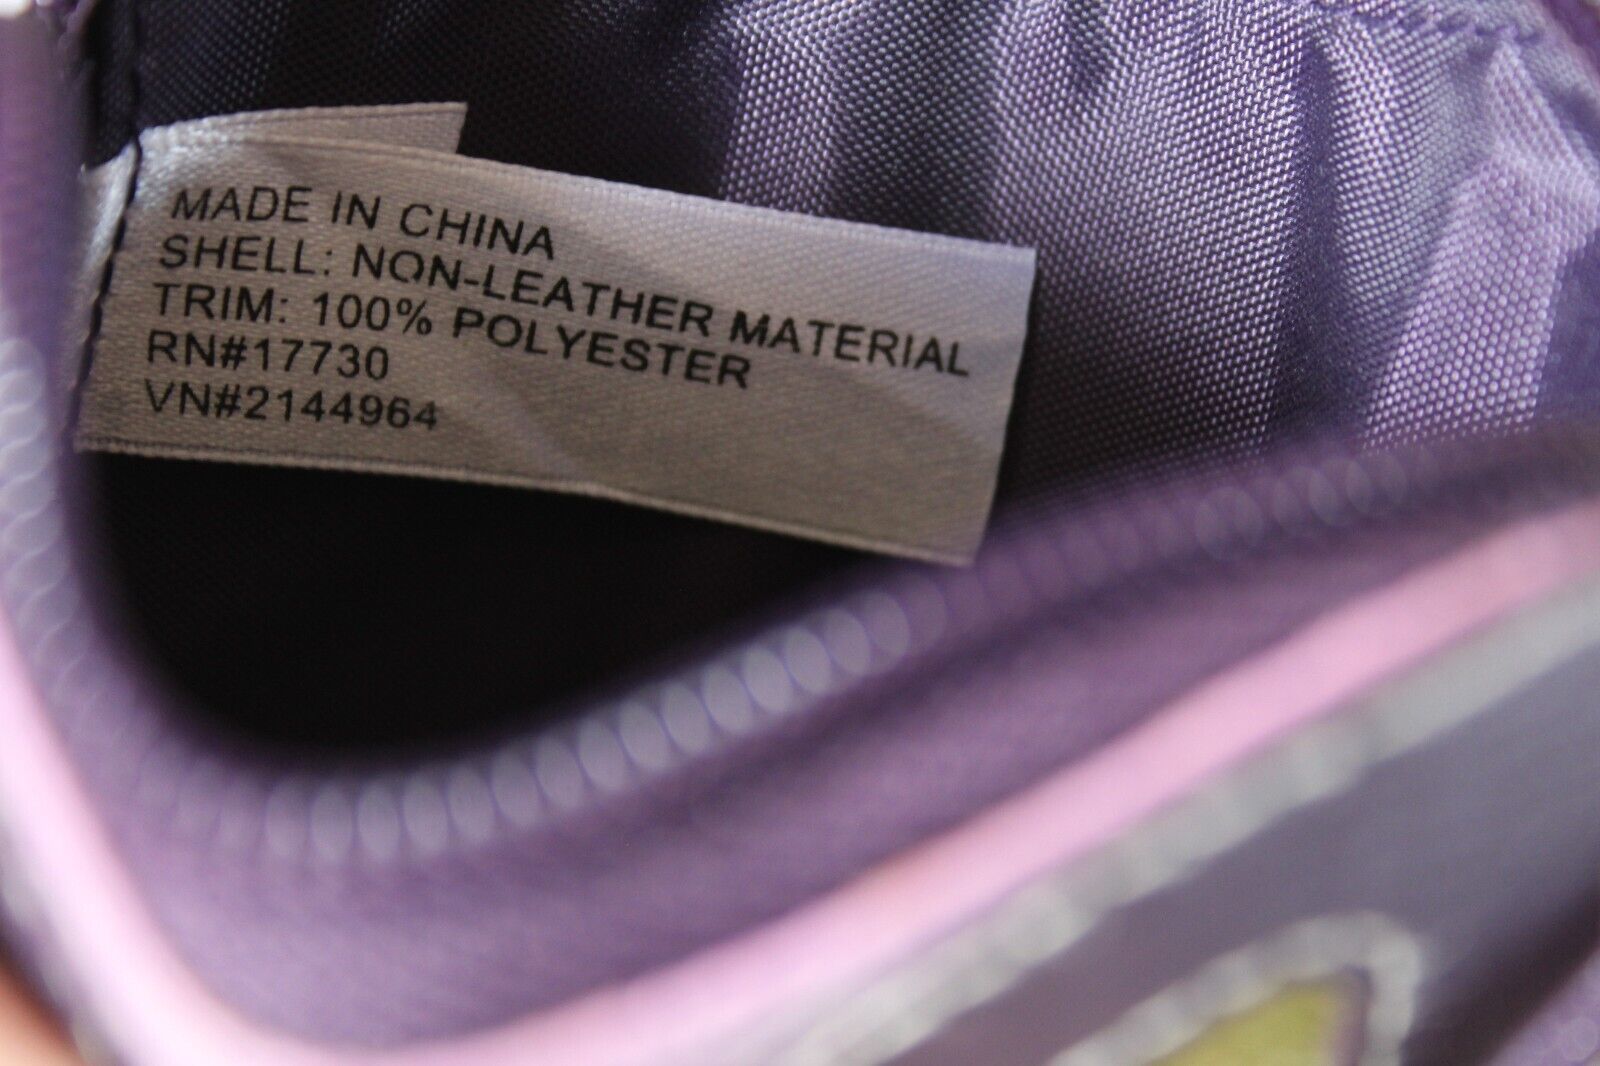 MADE IN CHINA
SHELL: NON-LEATHER MATERIAL
TRIM: 100% POLYESTER
RN#17730
VN#2144964